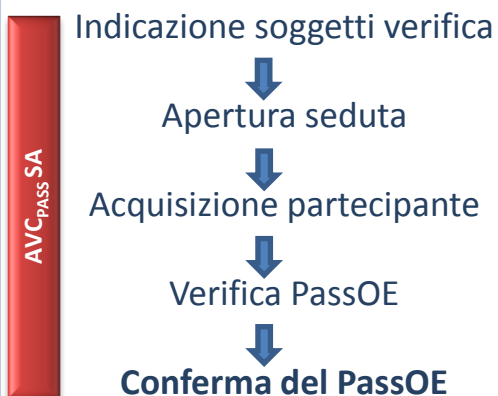 Indicazione soggetti verifica
Apertura seduta
Acquisizione partecipante
Verifica PassOE
Conferma del PassOE
AVCPASS SA